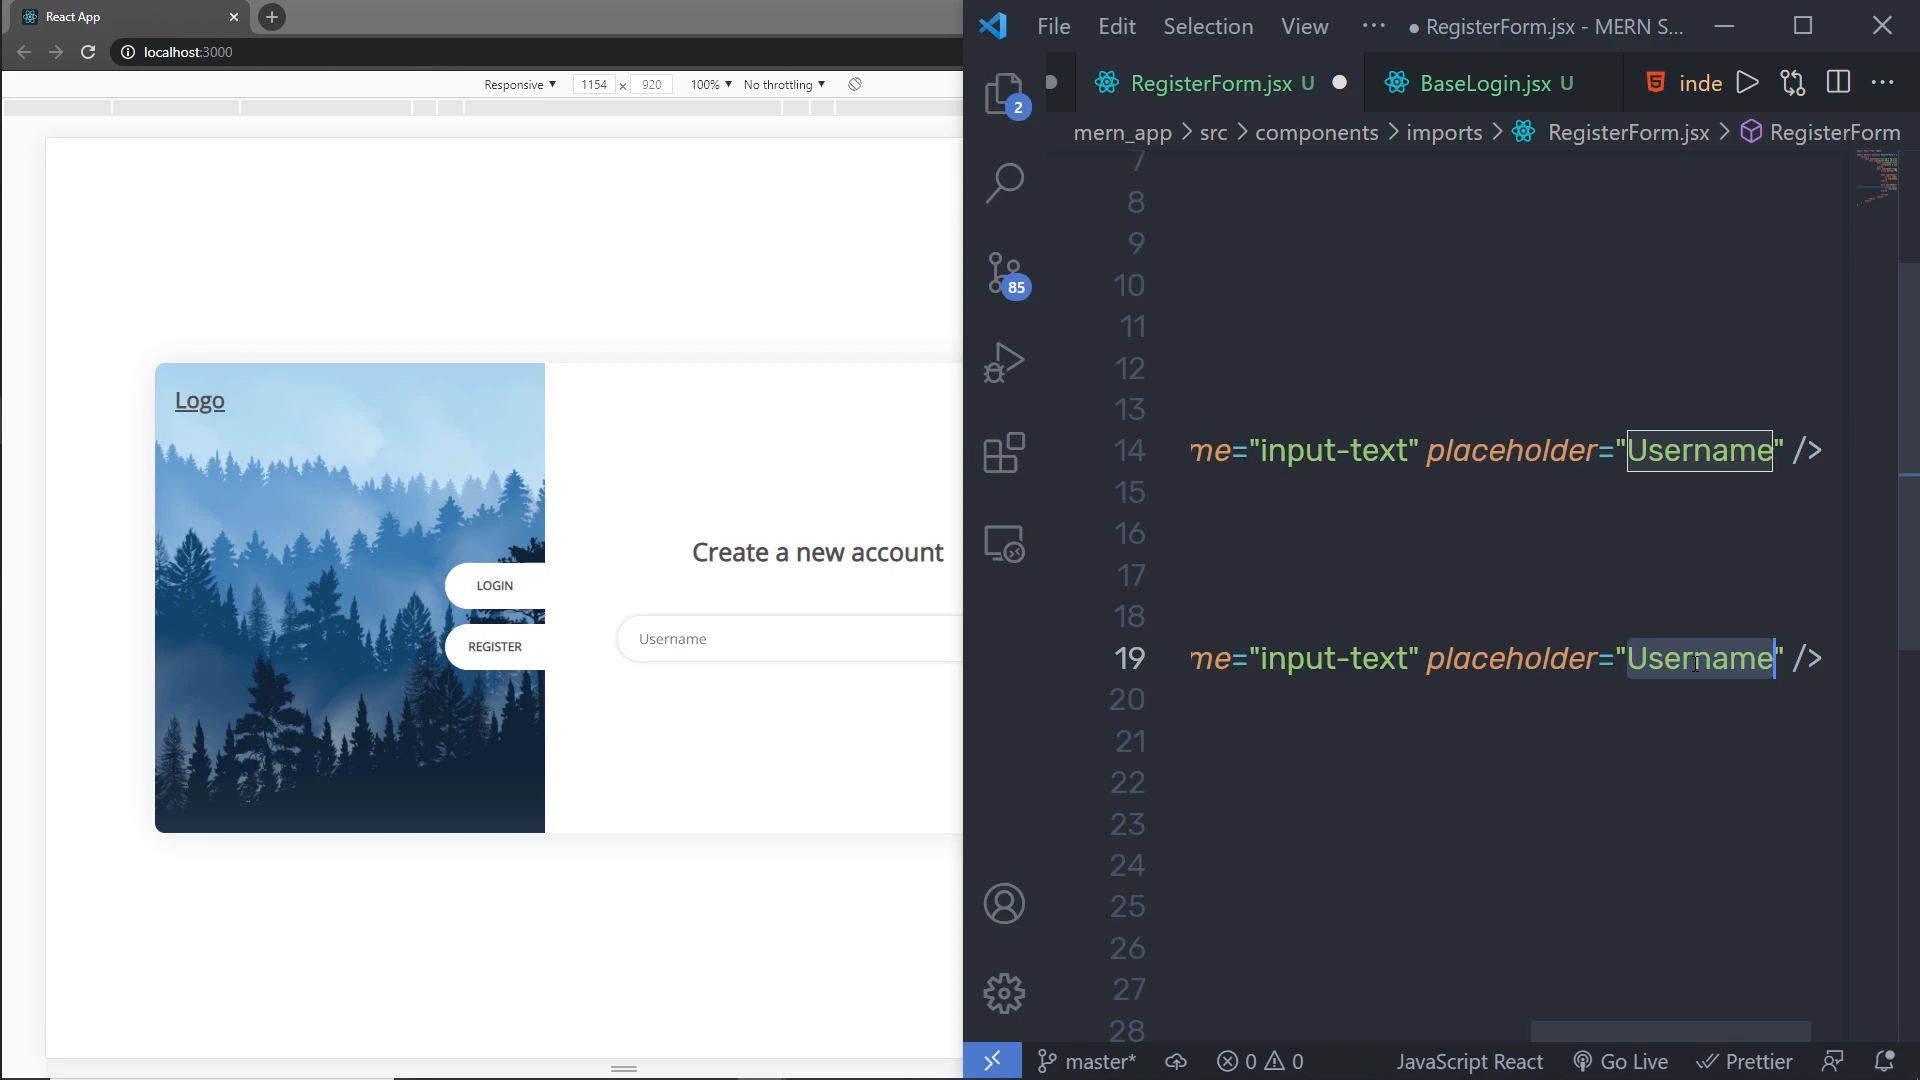 React App
localhost:3000
Responsive 1154 x 920 100% No throttling
Logo
LOGIN
REGISTER
Create a new account
Username
File Edit Selection View ··· ● RegisterForm.jsx - MERN S...
2
85
RegisterForm.jsx U BaseLogin.jsx U inde
mern_app > src > components > imports > RegisterForm.jsx > RegisterForm
7
8
9
10
11
12
13
14 me="input-text" placeholder="Username" />
15
16
17
18
19 me="input-text" placeholder="Username" />
20
21
22
23
24
25
26
27
28
master* 0 0 JavaScript React Go Live Prettier